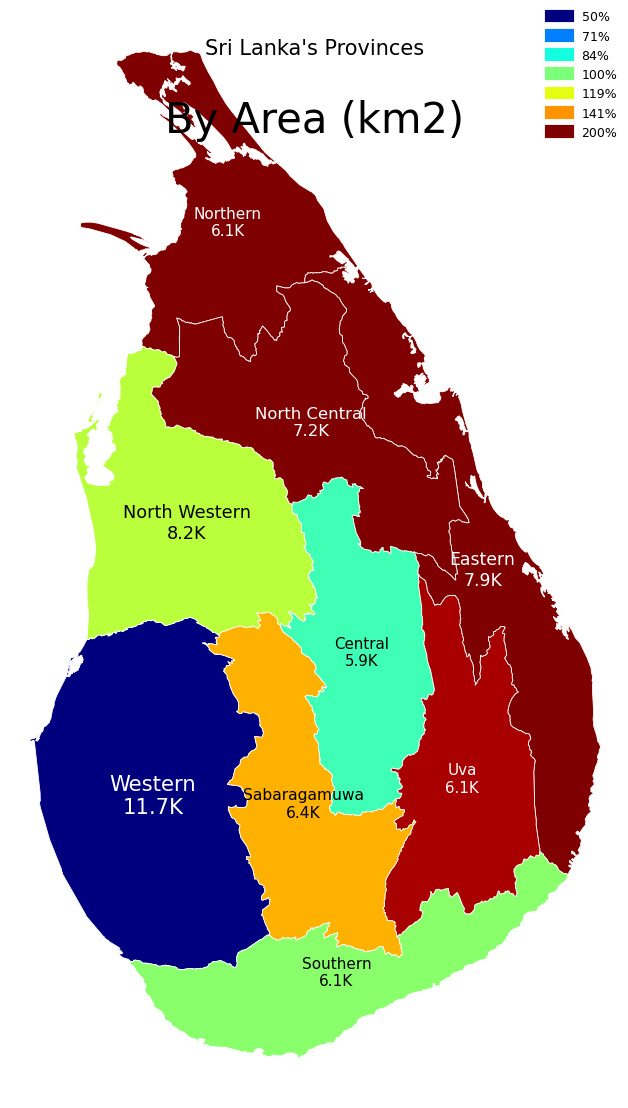 Sri Lanka's Provinces
By Area (km2)
50%
71%
84%
100%
119%
141%
200%
Northern
6.1K
North Central
7.2K
North Western
8.2K
Eastern
7.9K
Central
5.9K
Western
11.7K
Sabaragamuwa
6.4K
Uva
6.1K
Southern
6.1K